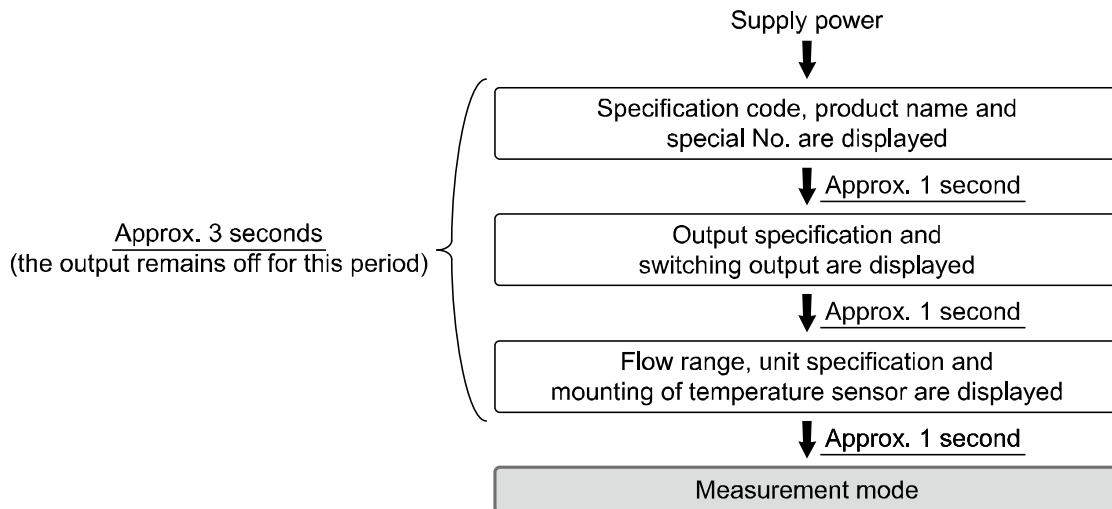 Supply power
Specification code, product name and
special No. are displayed
Approx. 1 second
Approx. 3 seconds
(the output remains off for this period)
Output specification and
switching output are displayed
Approx. 1 second
Flow range, unit specification and
mounting of temperature sensor are displayed
Approx. 1 second
Measurement mode